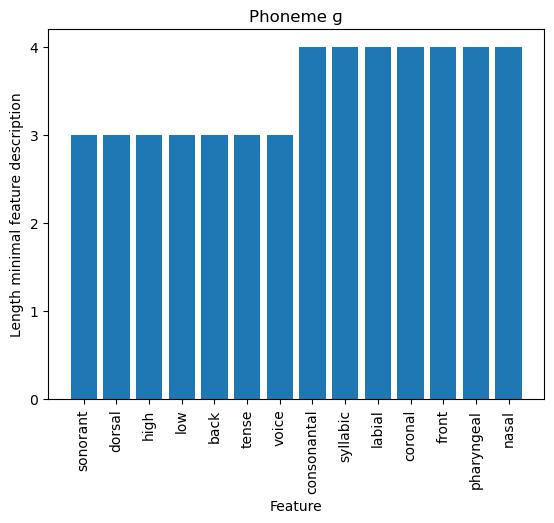 Phoneme g
Length minimal feature description
4
3
2
1
0
sonorant
dorsal
high
low
back
tense
voice
consonantal
syllabic
labial
coronal
front
pharyngeal
nasal
Feature